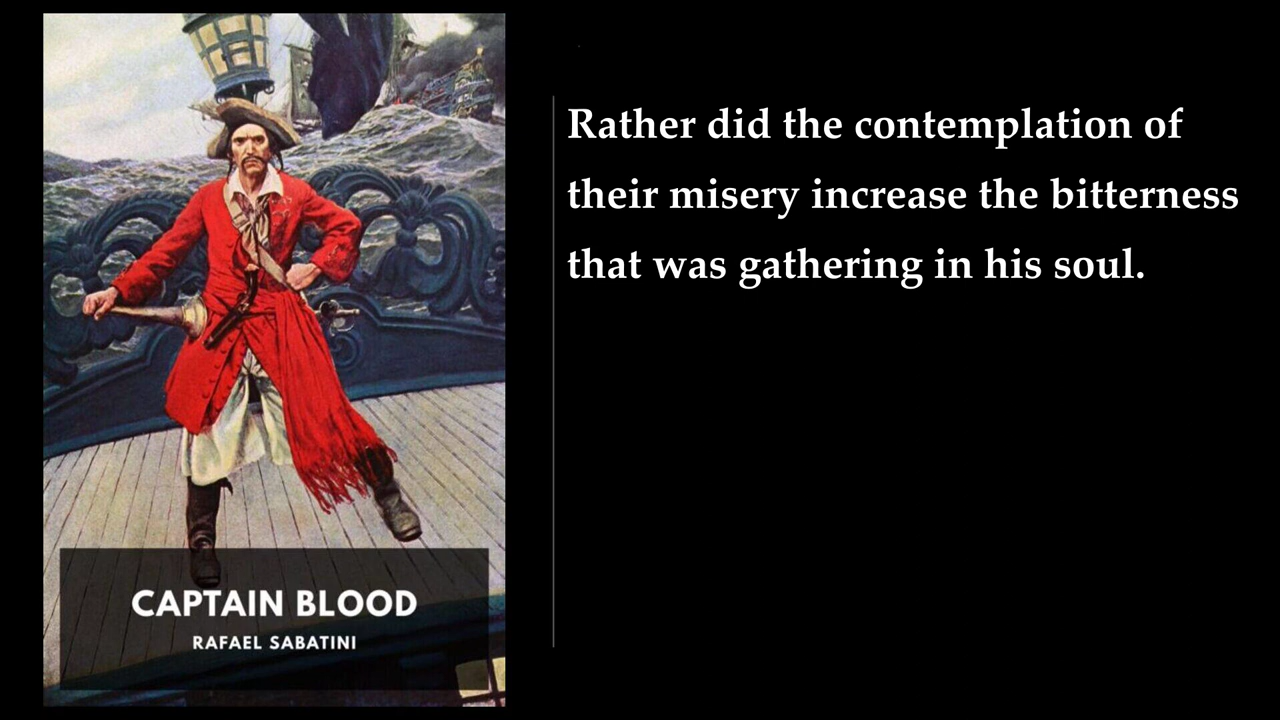 Rather did the contemplation of
their misery increase the bitterness
that was gathering in his soul.
CAPTAIN BLOOD
RAFAEL SABATINI